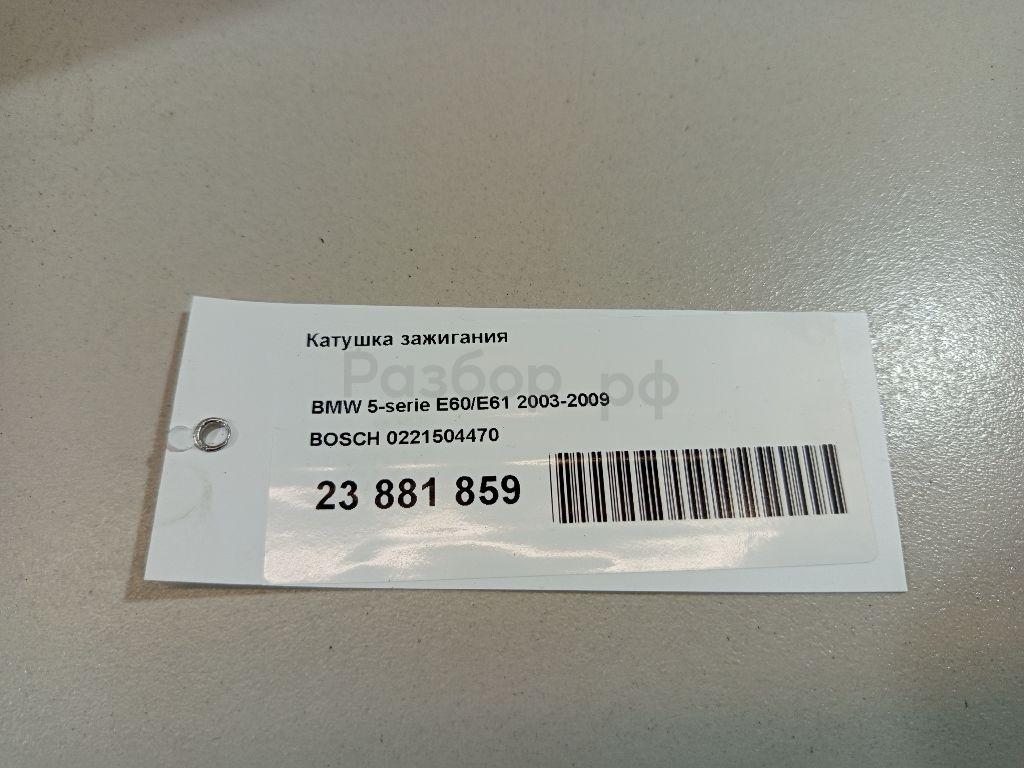 Катушка зажигания
Разбор.рф
BMW 5-serie E60/E61 2003-2009
BOSCH 0221504470
23 881 859